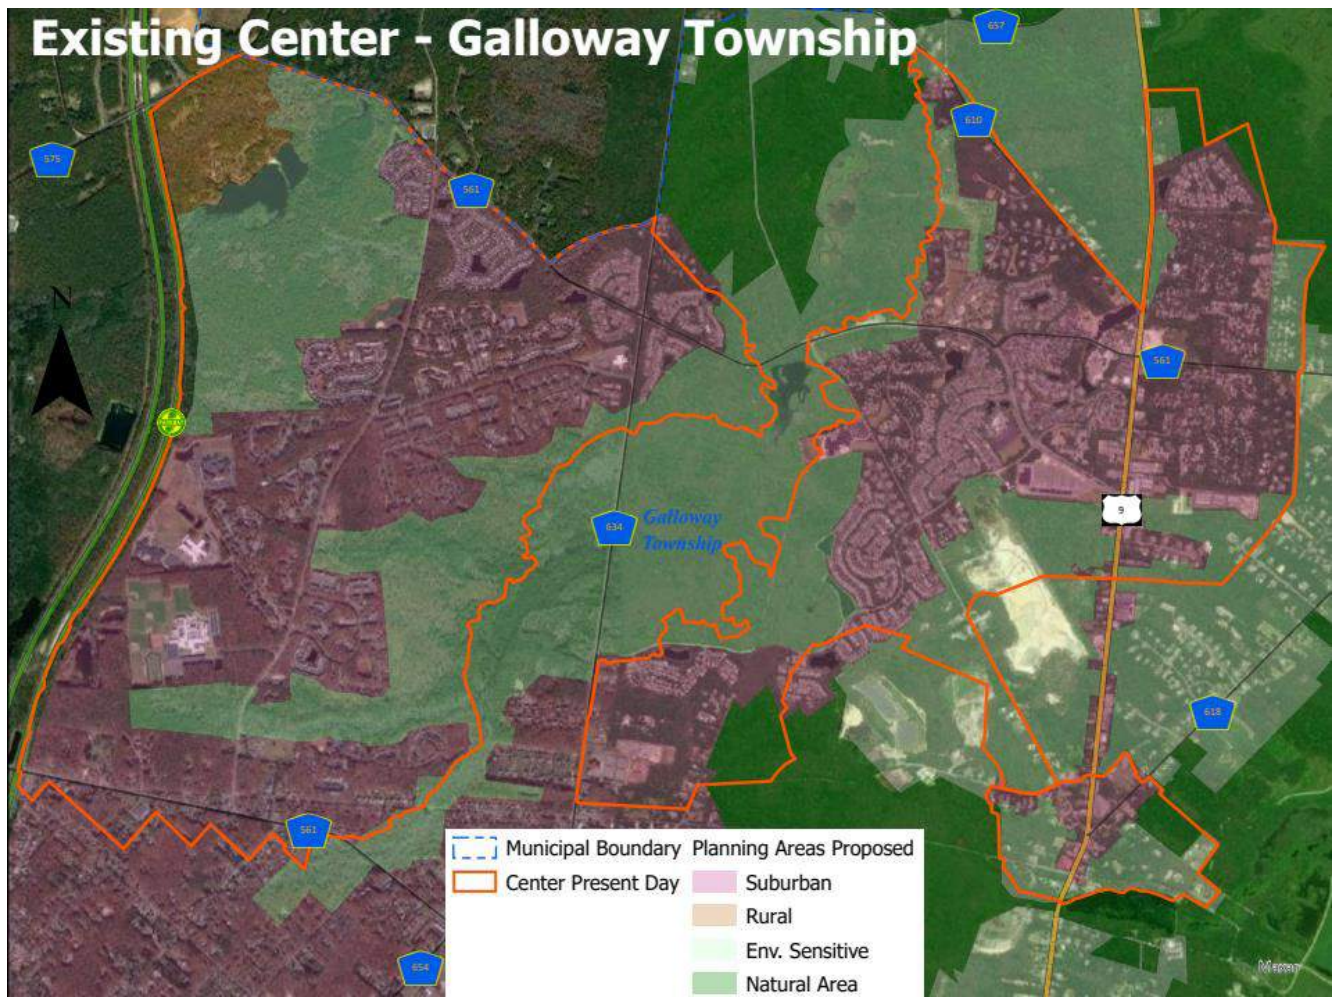 Existing Center - Galloway Township
657
610
575
561
N
561
9
634
Galloway
Township
618
561
654
Municipal Boundary
Center Present Day
Planning Areas Proposed
Suburban
Rural
Env. Sensitive
Natural Area
Maxar